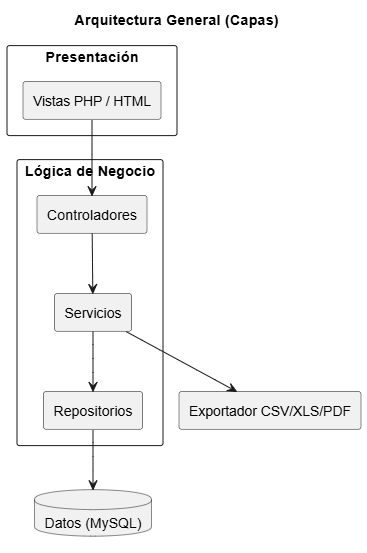 Arquitectura General (Capas)
Presentación
Vistas PHP / HTML
Lógica de Negocio
Controladores
Servicios
Repositorios
Exportador CSV/XLS/PDF
Datos (MySQL)